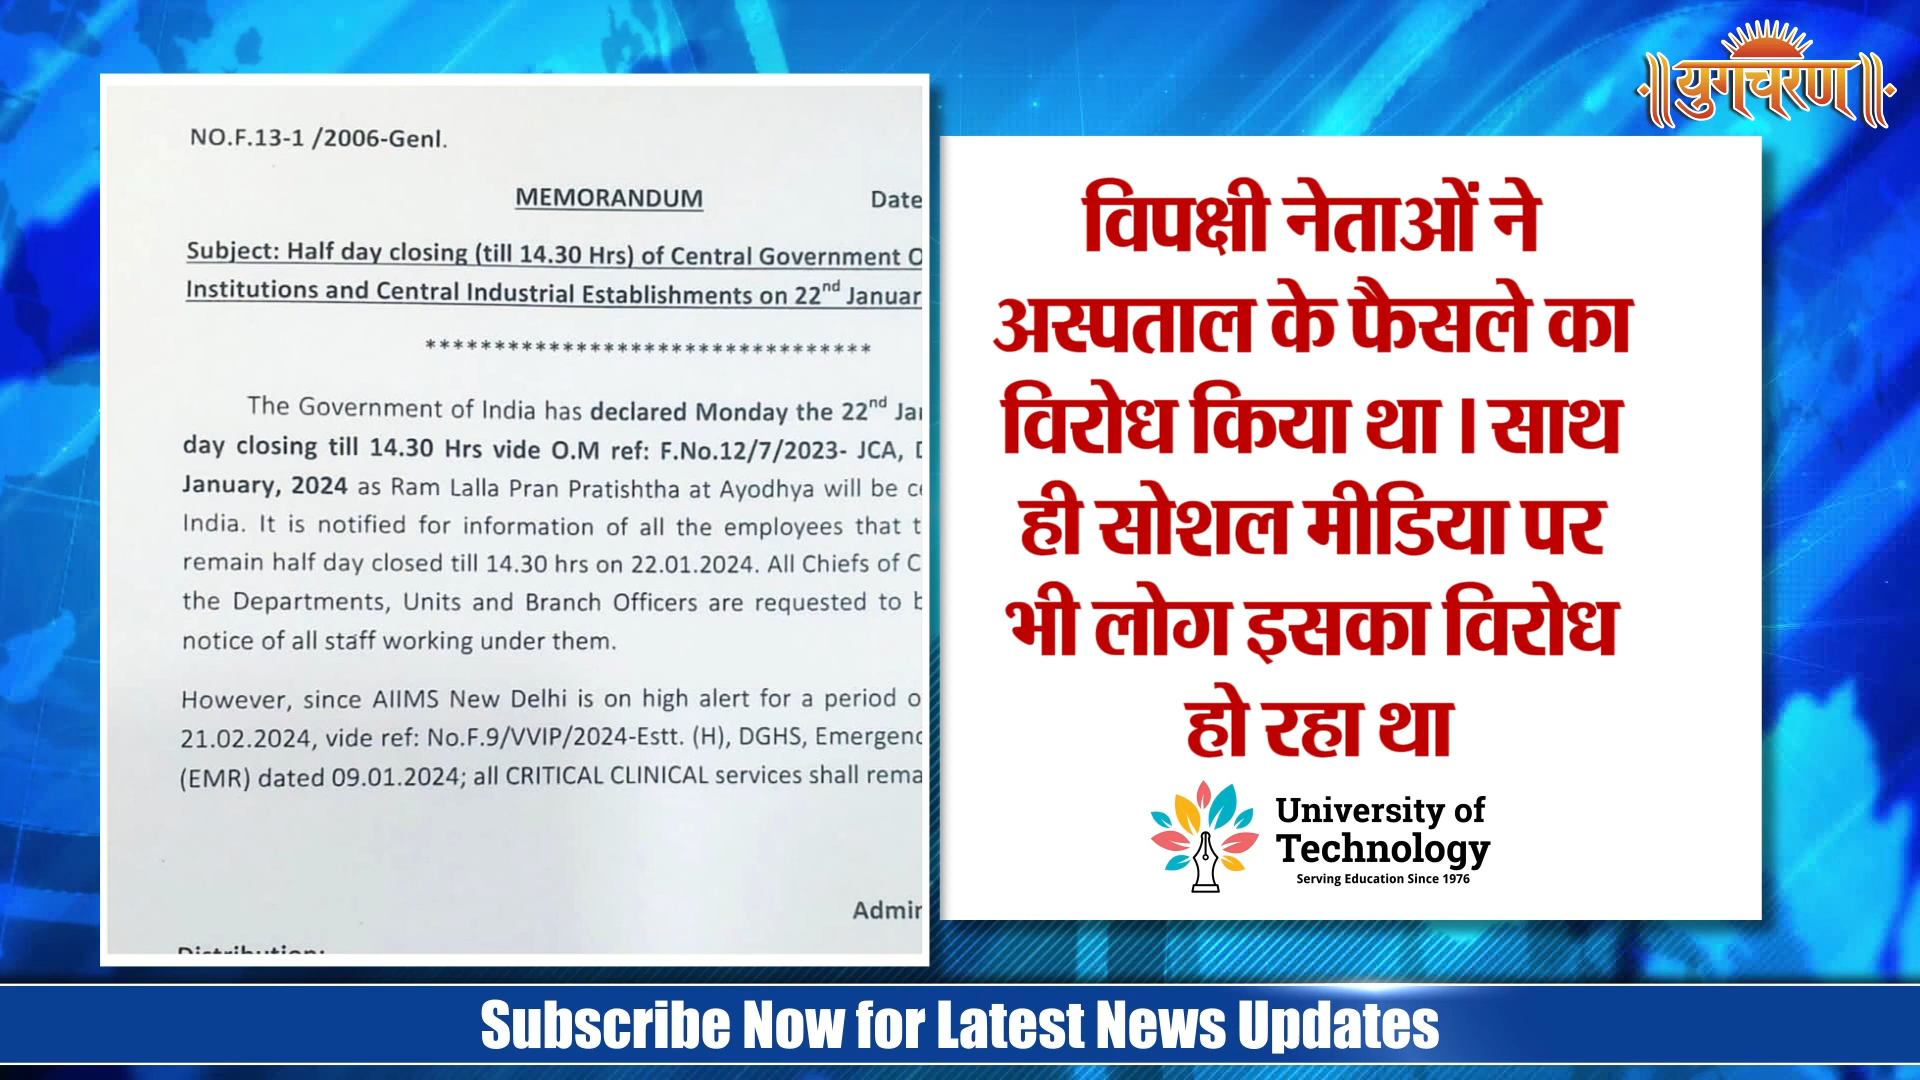 NO.F.13-1 /2006-Genl.
MEMORANDUM
Date
Subject: Half day closing (till 14.30 Hrs) of Central Government
Institutions and Central Industrial Establishments on 22nd
The Government of India has declared Monday the 22nd
day closing till 14.30 Hrs vide O.M ref: F.No.12/7/2023- JCA,
January, 2024 as Ram Lalla Pran Pratishtha at Ayodhya will be
India. It is notified for information of all the employees that
remain half day closed till 14.30 hrs on 22.01.2024. All Chiefs of
the Departments, Units and Branch Officers are requested to
notice of all staff working under them.
However, since AIIMS New Delhi is on high alert for a period
21.02.2024, vide ref: No.F.9/VVIP/2024-Estt. (H), DGHS,
(EMR) dated 09.01.2024; all CRITICAL CLINICAL services shall
युगचरण
विपक्षी नेताओं ने
अस्पताल के फैसले का
विरोध किया था । साथ
ही सोशल मीडिया पर
भी लोग इसका विरोध
हो रहा था
University of
Technology
Serving Education Since 1976
Subscribe Now for Latest News Updates